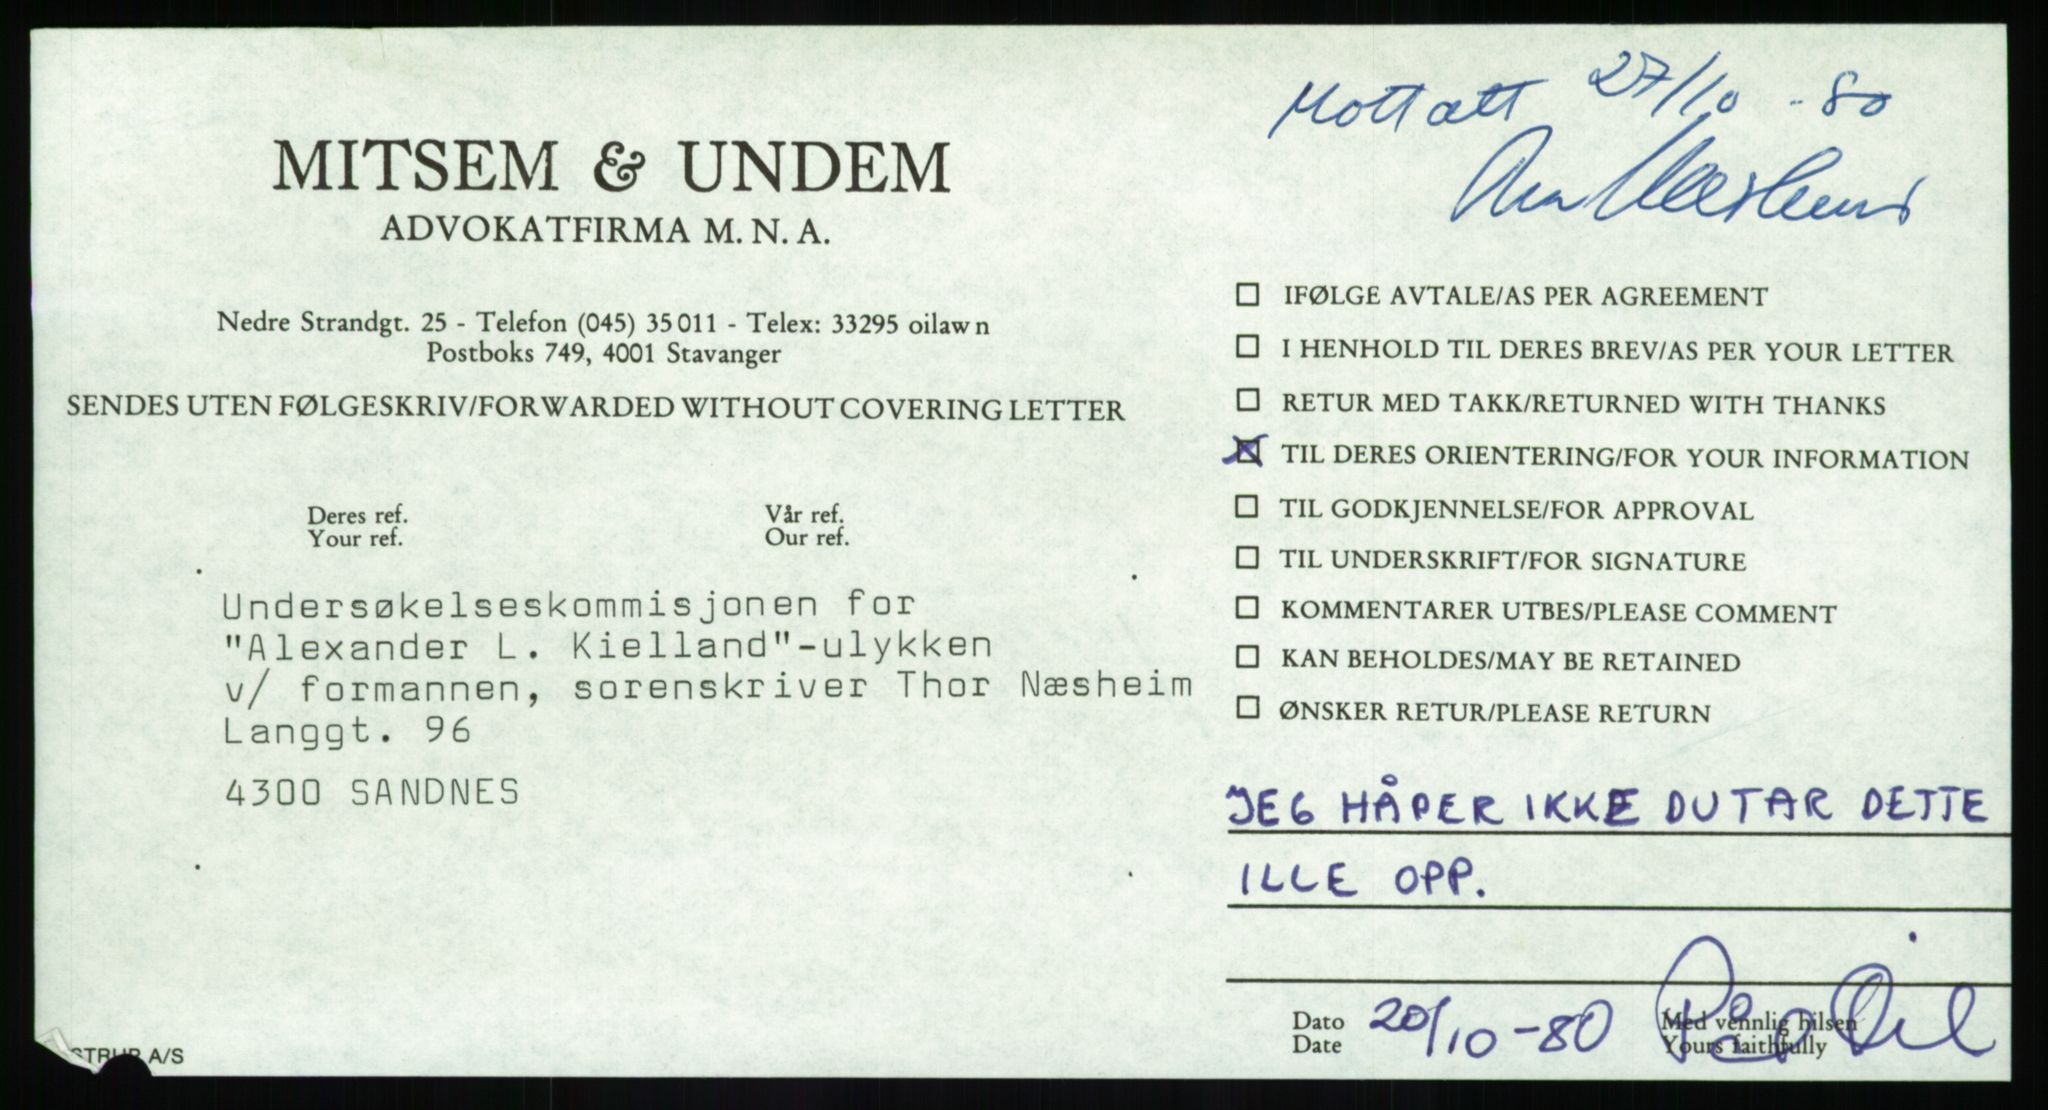 MITSEM & UNDEM
ADVOKATFIRMA M. N. A.
Nedre Strandgt. 25 - Telefon (045) 35 011 - Telex: 33295 oilaw n
Postboks 749, 4001 Stavanger
SENDES UTEN FØLGESKRIV/FORWARDED WITHOUT COVERING LETTER
Deres ref.
Your ref.
Vår ref.
Our ref.
Undersøkelseskommisjonen for
"Alexander L. Kielland"-ulykken
v/ formannen, sorenskriver Thor Næsheim
Langgt. 96
4300 SANDNES
A/S
Mottatt 27/10 -80
IFØLGE AVTALE/AS PER AGREEMENT
I HENHOLD TIL DERES BREV/AS PER YOUR LETTER
RETUR MED TAKK/RETURNED WITH THANKS
TIL DERES ORIENTERING/FOR YOUR INFORMATION
TIL GODKJENNELSE/FOR APPROVAL
TIL UNDERSKRIFT/FOR SIGNATURE
KOMMENTARER UTBES/PLEASE COMMENT
KAN BEHOLDES/MAY BE RETAINED
ØNSKER RETUR/PLEASE RETURN
JEG HÅPER IKKE DU TAR DETTE
ILLE OPP.
Dato
Date
20/10-80
Med vennlig hilsen
Yours faithfully